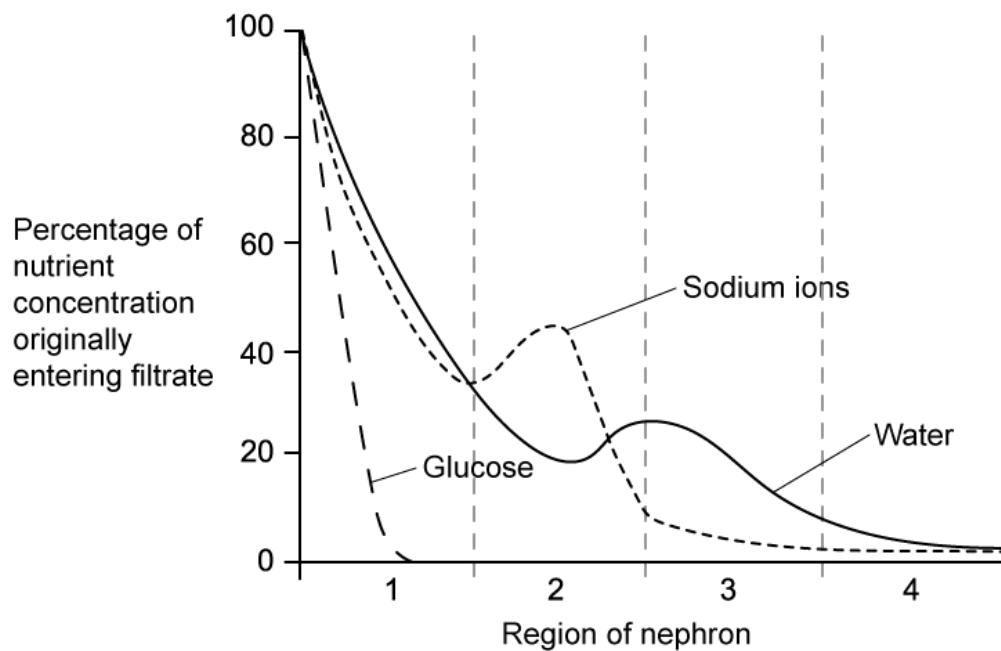 100
80
60
40
20
0
Percentage of
nutrient
concentration
originally
entering filtrate
Sodium ions
Water
Glucose
1 2 3 4
Region of nephron